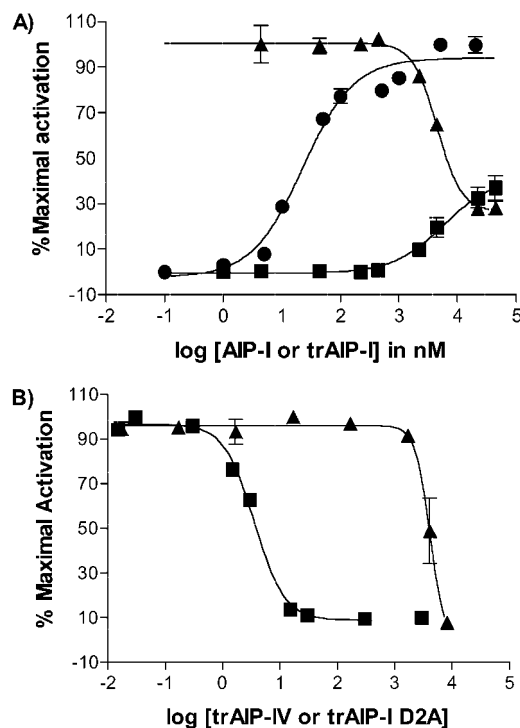 A)
% Maximal activation
110
90
70
50
30
10
-10
-2 -1 0 1 2 3 4 5
log [AIP-I or trAIP-I] in nM
B)
% Maximal Activation
110
90
70
50
30
10
-10
-2 -1 0 1 2 3 4 5
log [trAIP-IV or trAIP-I D2A]